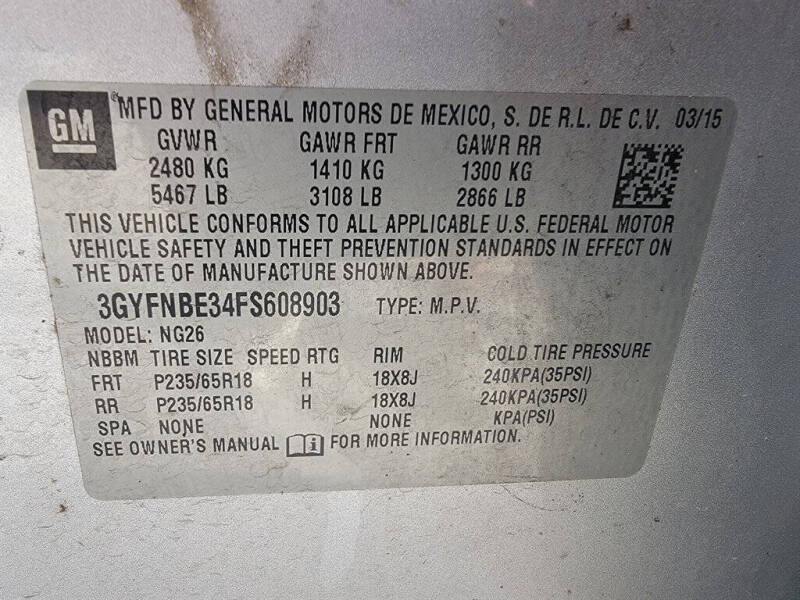 GM
MFD BY GENERAL MOTORS DE MEXICO, S. DE R.L. DE C.V. 03/15
GVWR GAWR FRT GAWR RR
2480 KG 1410 KG 1300 KG
5467 LB 3108 LB 2866 LB
THIS VEHICLE CONFORMS TO ALL APPLICABLE U.S. FEDERAL MOTOR
VEHICLE SAFETY AND THEFT PREVENTION STANDARDS IN EFFECT ON
THE DATE OF MANUFACTURE SHOWN ABOVE.
3GYFNBE34FS608903 TYPE: M.P.V.
MODEL: NG26
NBBM TIRE SIZE SPEED RTG RIM COLD TIRE PRESSURE
FRT P235/65R18 H 18X8J 240KPA(35PSI)
RR P235/65R18 H 18X8J 240KPA(35PSI)
SPA NONE NONE KPA(PSI)
SEE OWNER'S MANUAL FOR MORE INFORMATION.